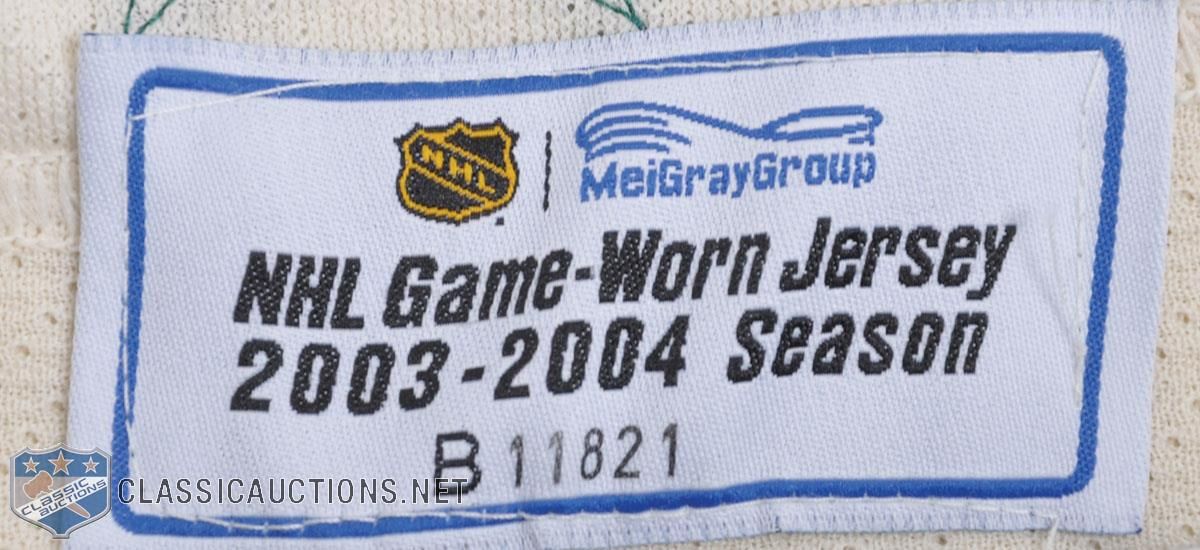 NHL
MeiGrayGroup
NHL Game-Worn Jersey
2003-2004 Season
B 11821
CLASSIC AUCTIONS
CLASSICAUCTIONS.NET